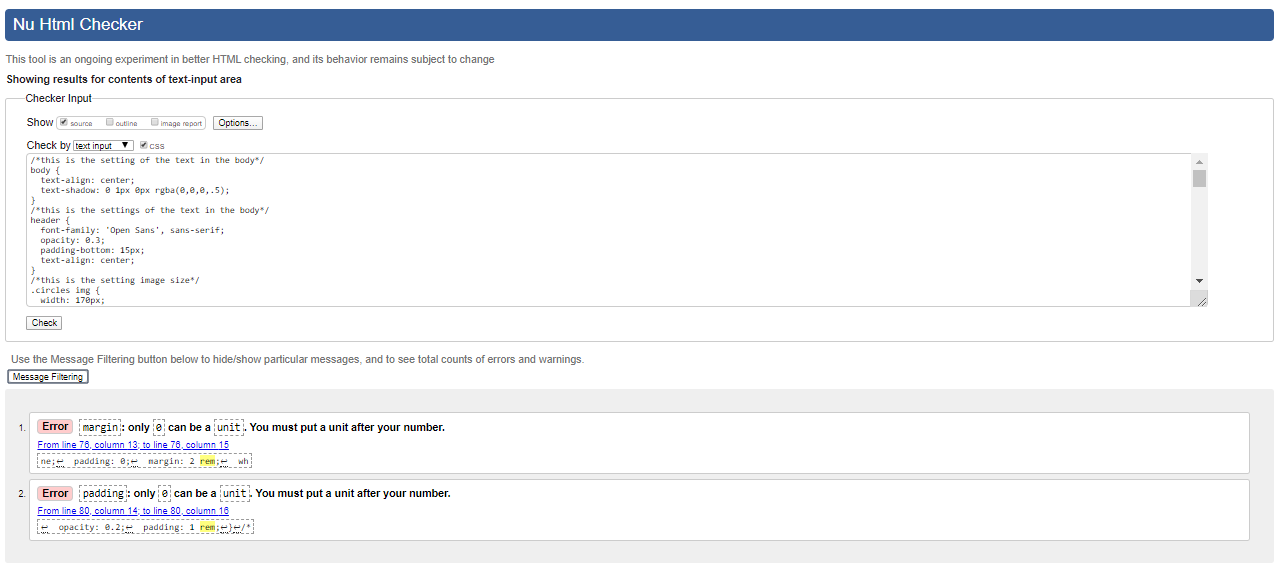 Nu Html Checker
This tool is an ongoing experiment in better HTML checking, and its behavior remains subject to change
Showing results for contents of text-input area
Checker Input
Show source outline image report Options...
Check by text input css
/*this is the setting of the text in the body*/
body {
  text-align: center;
  text-shadow: 0 1px 0px rgba(0,0,0,.5);
}
/*this is the settings of the text in the body*/
header {
  font-family: 'Open Sans', sans-serif;
  opacity: 0.3;
  padding-bottom: 15px;
  text-align: center;
}
/*this is the setting image size*/
.circles img {
  width: 170px;
Check
Use the Message Filtering button below to hide/show particular messages, and to see total counts of errors and warnings.
Message Filtering
1. Error margin: only 0 can be a unit. You must put a unit after your number.
From line 76, column 13; to line 76, column 15
ne;↩  padding: 0;↩  margin: 2 rem;↩  wh
2. Error padding: only 0 can be a unit. You must put a unit after your number.
From line 80, column 14; to line 80, column 16
↩  opacity: 0.2;↩  padding: 1 rem;↩}↩/*